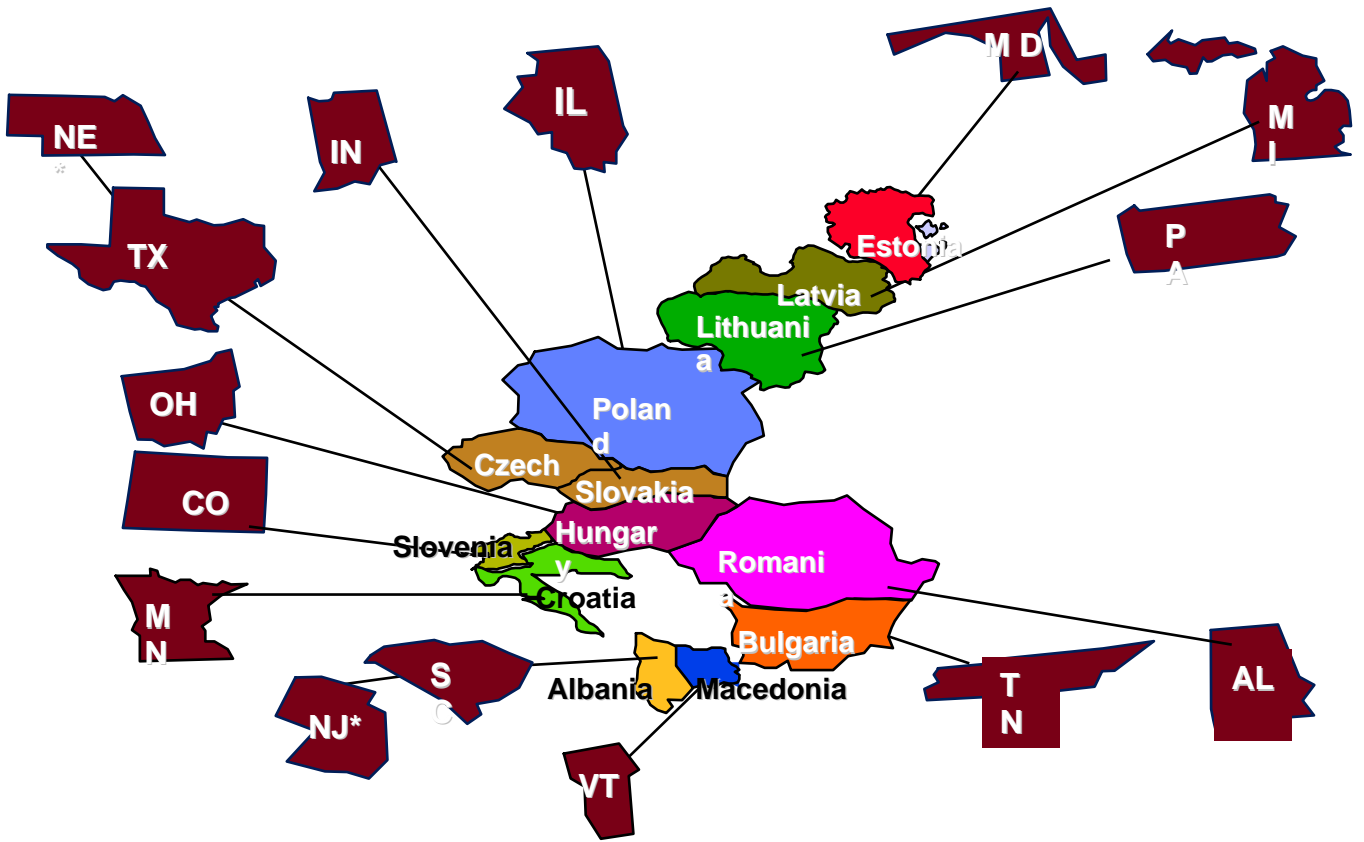 M D
IL
M
I
NE
*
IN
P
A
TX
Estonia
Latvia
Lithuani
a
OH
Polan
d
Czech
Slovakia
CO
Hungar
y
Slovenia
Romani
a
Croatia
M
N
Bulgaria
S
C
Albania
Macedonia
T
N
AL
NJ*
VT